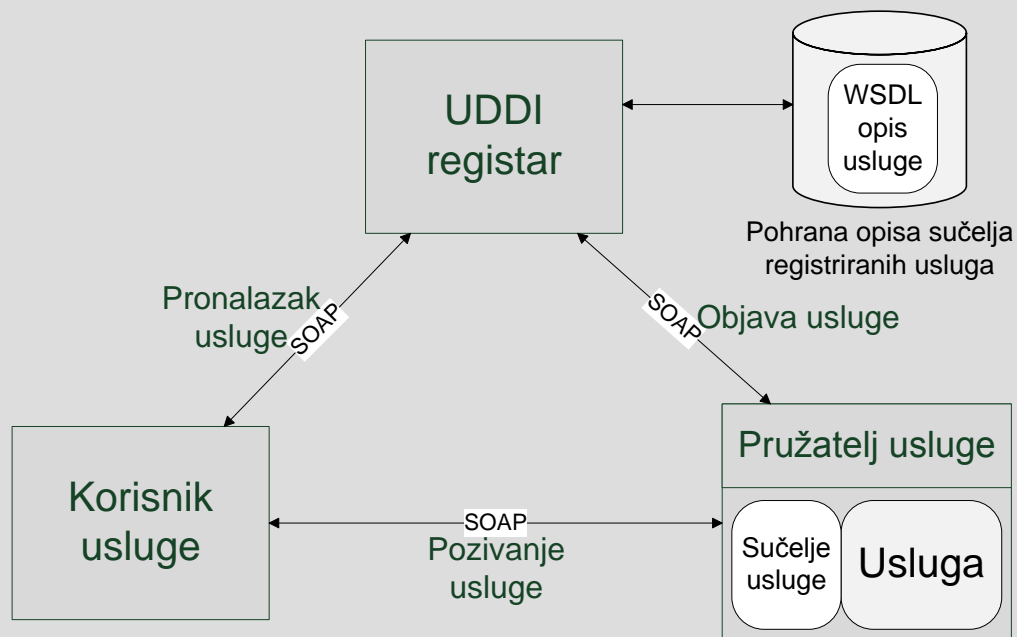 UDDI
registar
WSDL
opis
usluge
Pohrana opisa sučelja
registriranih usluga
Pronalazak
usluge
SOAP
SOAP
Objava usluge
Korisnik
usluge
SOAP
Pozivanje
usluge
Pružatelj usluge
Sučelje
usluge
Usluga